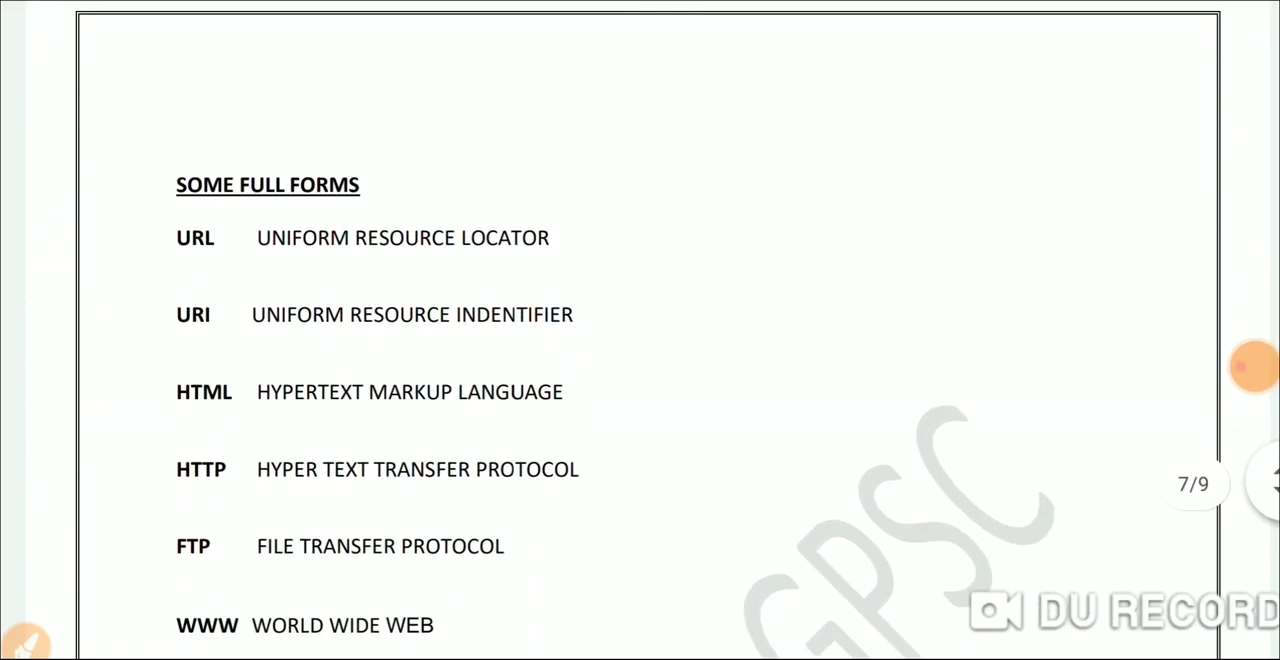 SOME FULL FORMS
URL UNIFORM RESOURCE LOCATOR
URI UNIFORM RESOURCE INDENTIFIER
HTML HYPERTEXT MARKUP LANGUAGE
HTTP HYPER TEXT TRANSFER PROTOCOL
7/9
FTP FILE TRANSFER PROTOCOL
GPSC
DU RECORD
WWW WORLD WIDE WEB